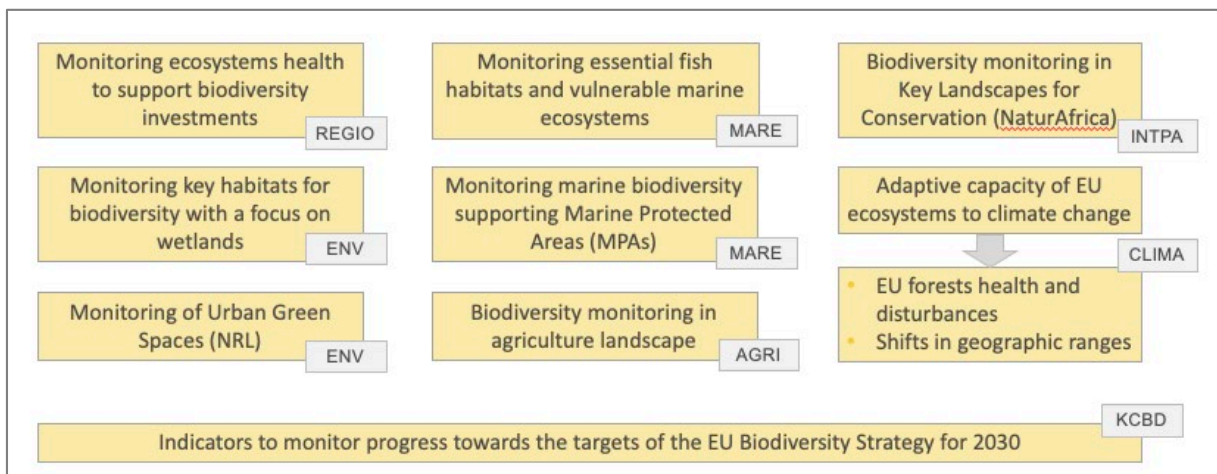 Monitoring ecosystems health
to support biodiversity
investments
REGIO
Monitoring essential fish
habitats and vulnerable marine
ecosystems
MARE
Biodiversity monitoring in
Key Landscapes for
Conservation (NaturAfrica)
INTPA
Monitoring key habitats for
biodiversity with a focus on
wetlands
ENV
Monitoring marine biodiversity
supporting Marine Protected
Areas (MPAs)
MARE
Adaptive capacity of EU
ecosystems to climate change
CLIMA
• EU forests health and
disturbances
• Shifts in geographic ranges
Monitoring of Urban Green
Spaces (NRL)
ENV
Biodiversity monitoring in
agriculture landscape
AGRI
KCBD
Indicators to monitor progress towards the targets of the EU Biodiversity Strategy for 2030